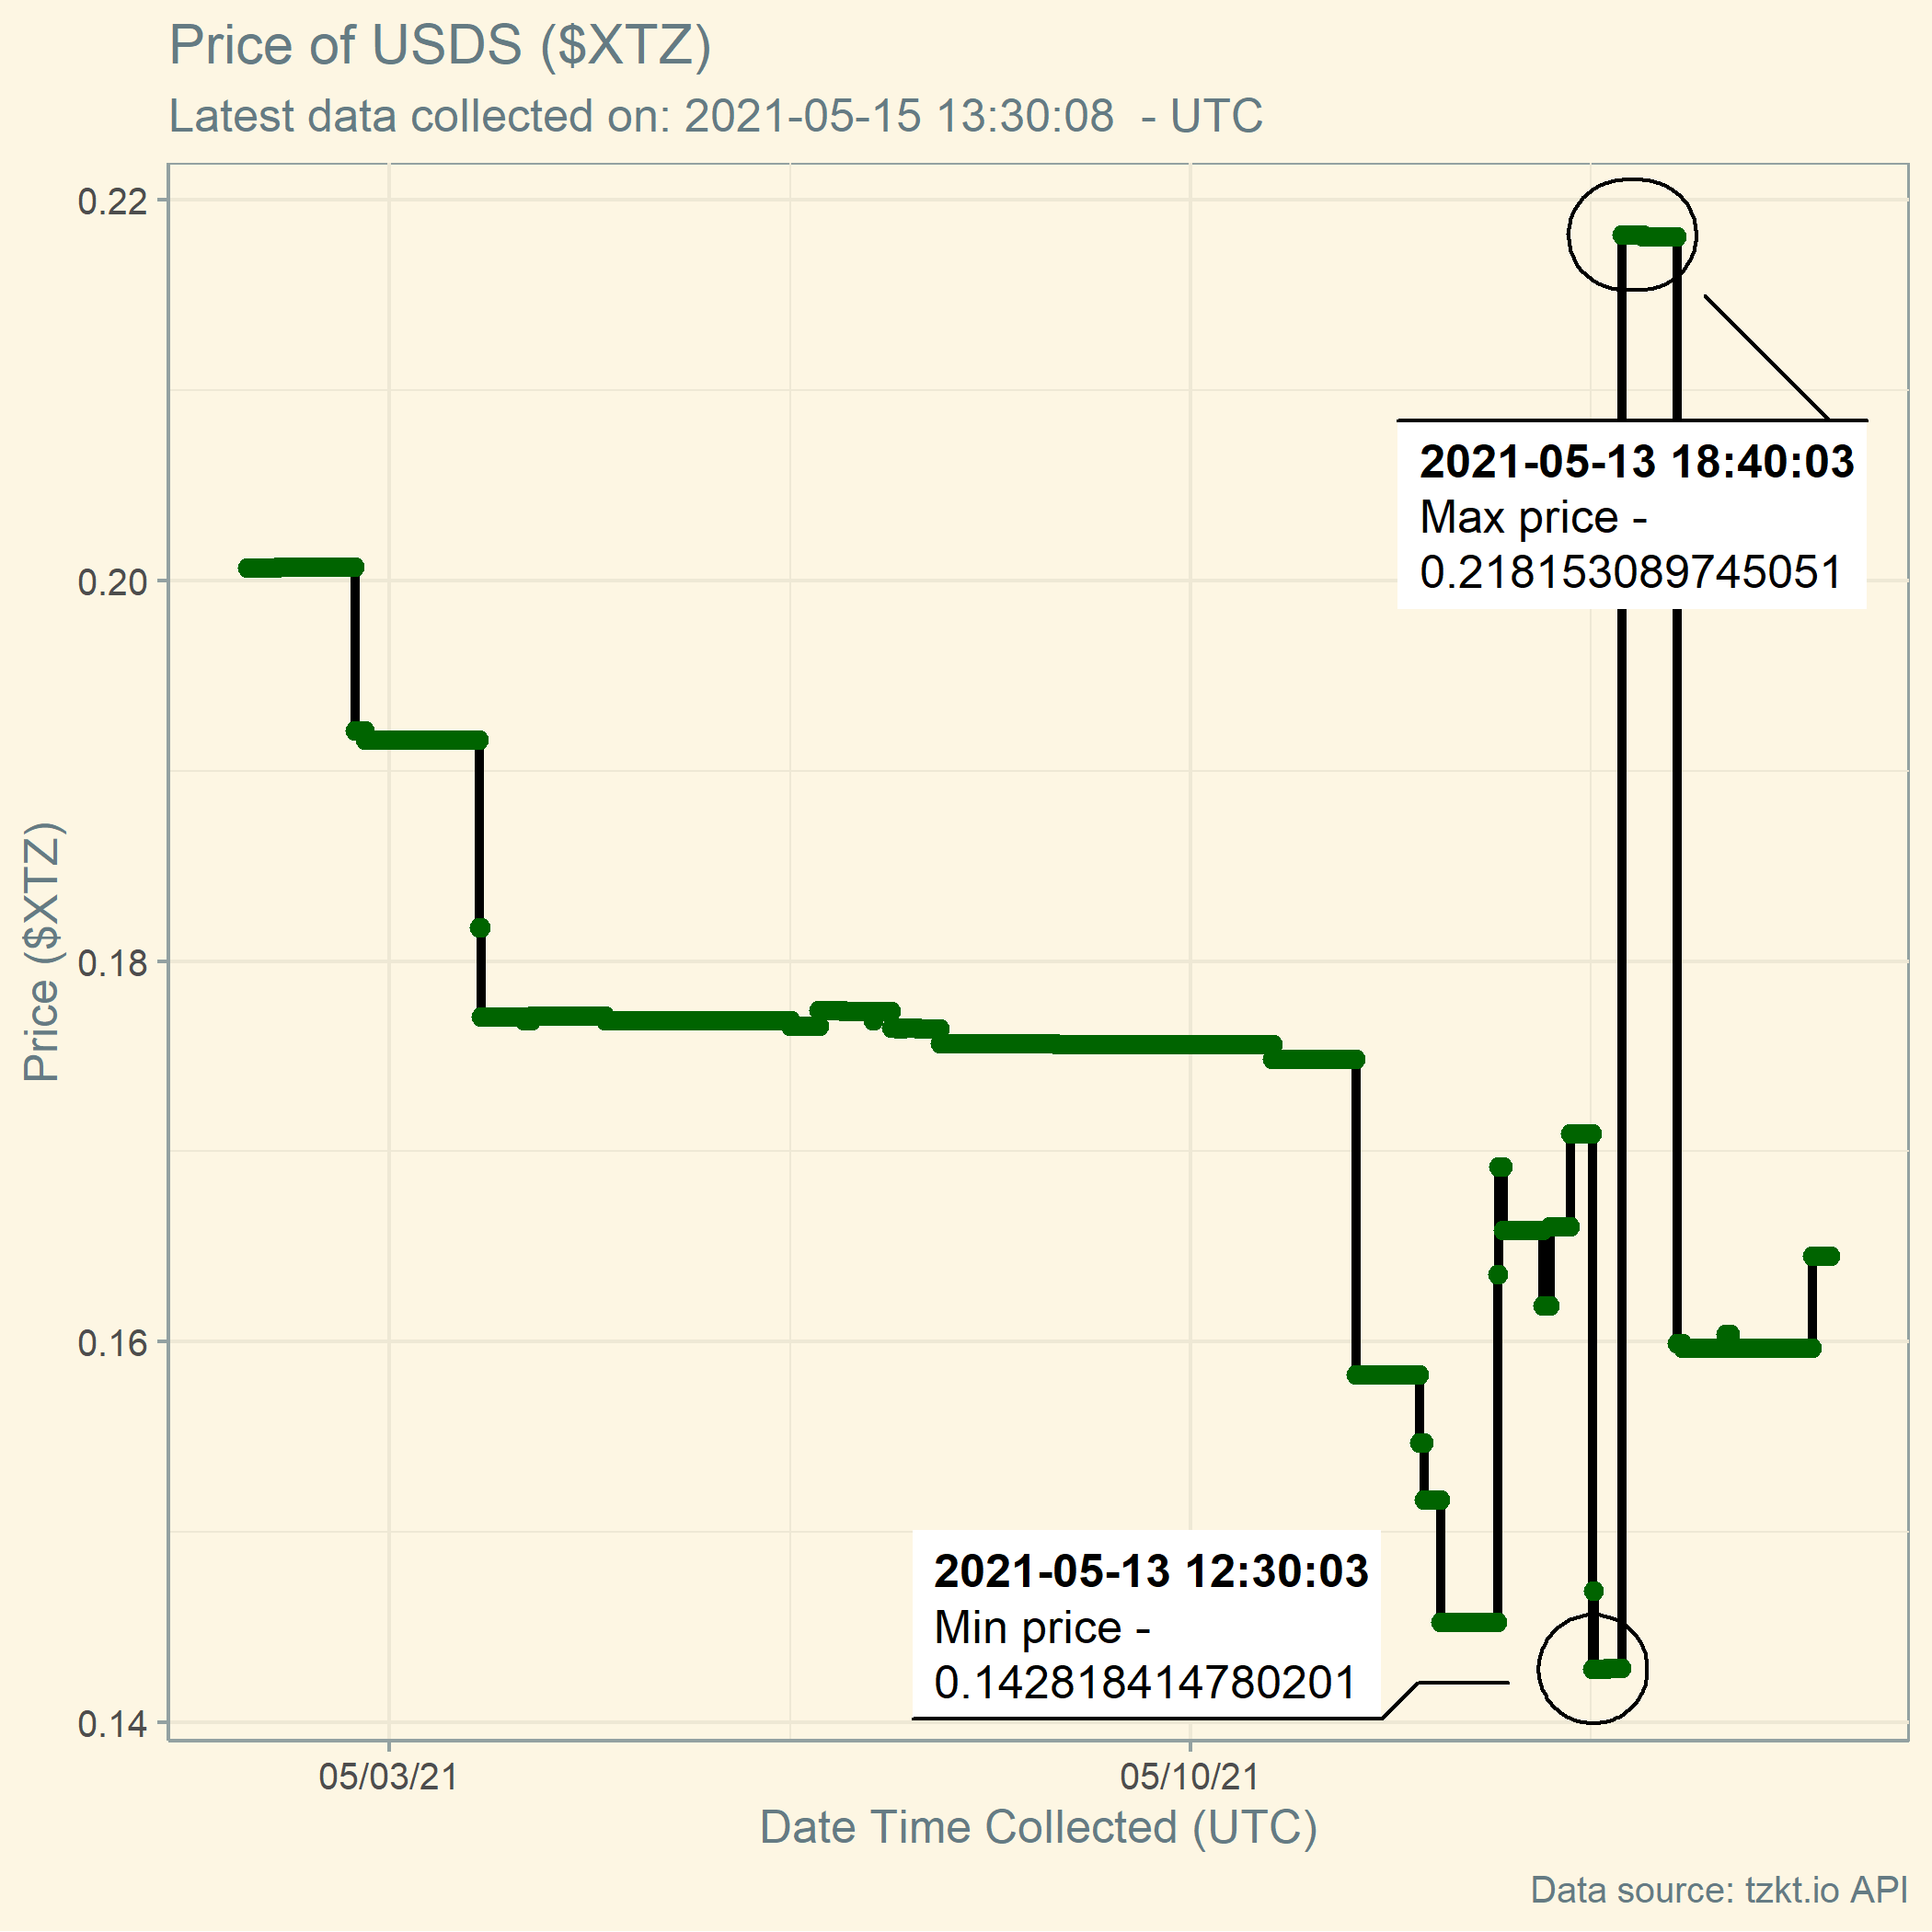 Price of USDS ($XTZ)
Latest data collected on: 2021-05-15 13:30:08  - UTC
0.22
0.20
0.18
0.16
0.14
Price ($XTZ)
2021-05-13 18:40:03
Max price -
0.218153089745051
2021-05-13 12:30:03
Min price -
0.142818414780201
05/03/21
05/10/21
Date Time Collected (UTC)
Data source: tzkt.io API